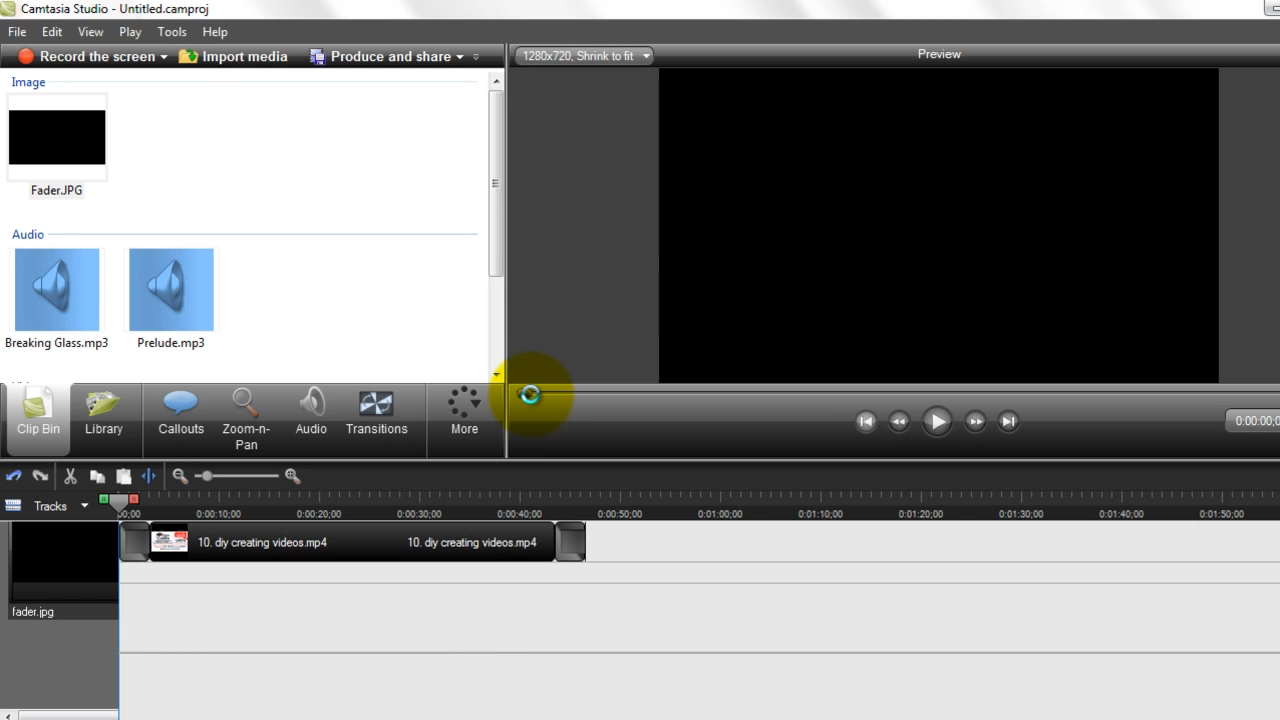 Camtasia Studio - Untitled.camproj
File Edit View Play Tools Help
Record the screen Import media Produce and share
1280x720, Shrink to fit
Preview
Image
Fader.JPG
Audio
Breaking Glass.mp3 Prelude.mp3
Clip Bin Library Callouts Zoom-n-Pan Audio Transitions More
Tracks
0:00:10;00 0:00:20;00 0:00:30;00 0:00:40;00 0:00:50;00 0:01:00;00 0:01:10;00 0:01:20;00 0:01:30;00 0:01:40;00 0:01:50;00
10. diy creating videos.mp4 10. diy creating videos.mp4
fader.jpg